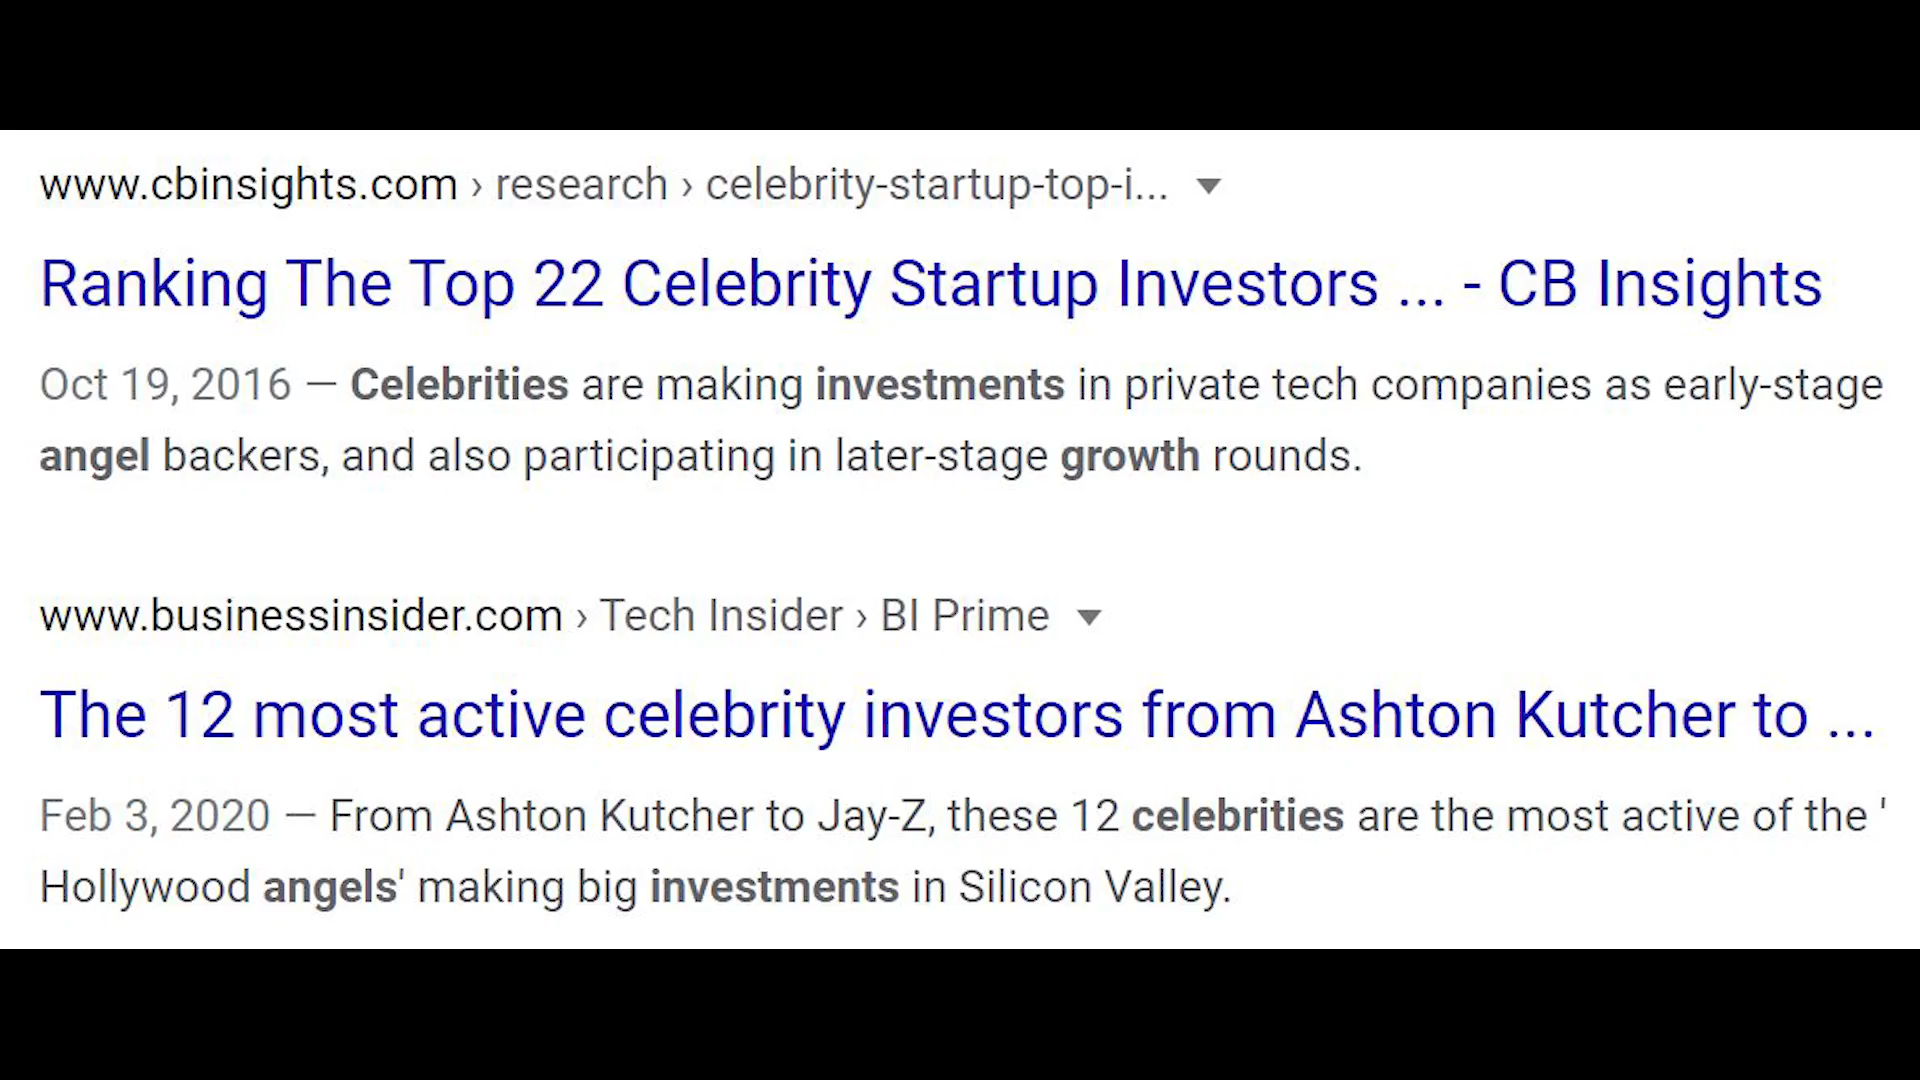 www.cbinsights.com › research › celebrity-startup-top-i...
Ranking The Top 22 Celebrity Startup Investors ... - CB Insights
Oct 19, 2016 — Celebrities are making investments in private tech companies as early-stage
angel backers, and also participating in later-stage growth rounds.
www.businessinsider.com › Tech Insider › BI Prime
The 12 most active celebrity investors from Ashton Kutcher to ...
Feb 3, 2020 — From Ashton Kutcher to Jay-Z, these 12 celebrities are the most active of the '
Hollywood angels' making big investments in Silicon Valley.